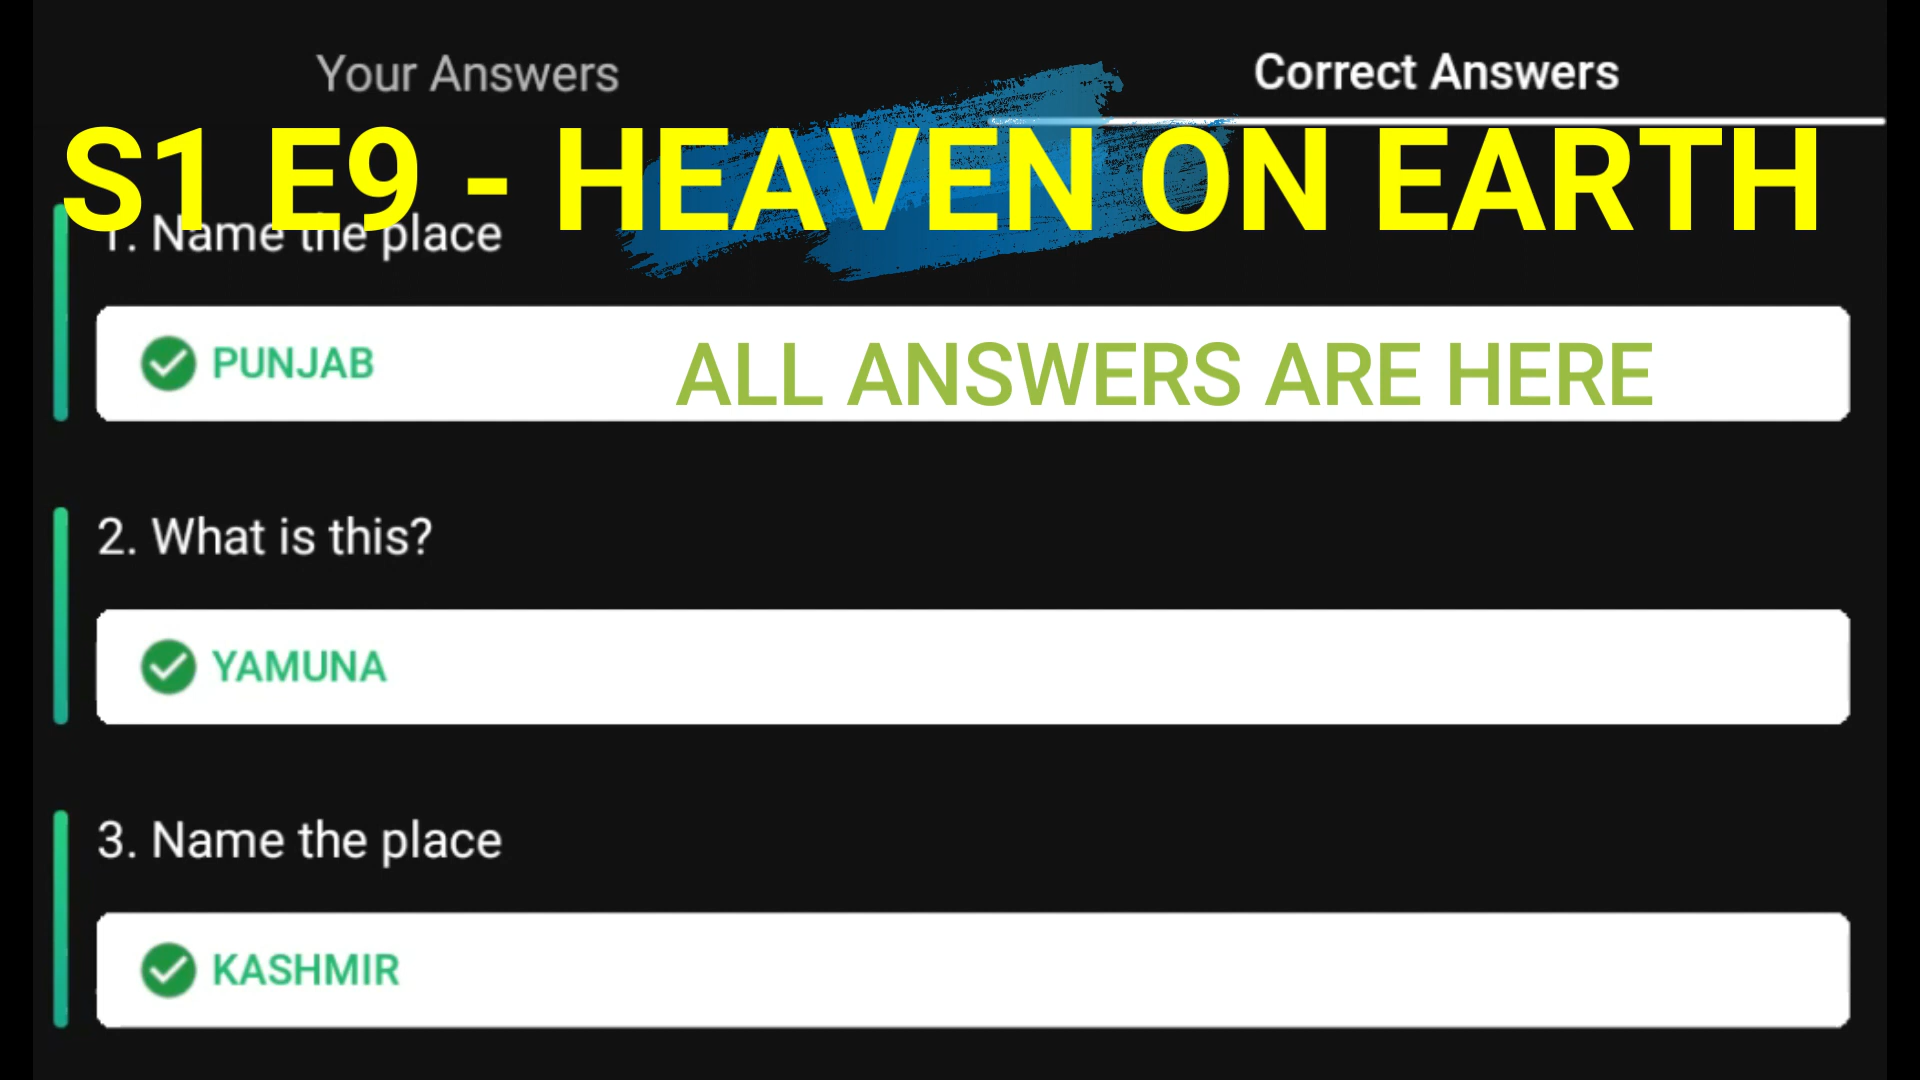 Your Answers
Correct Answers
S1 E9 - HEAVEN ON EARTH
1. Name the place
PUNJAB
ALL ANSWERS ARE HERE
2. What is this?
YAMUNA
3. Name the place
KASHMIR